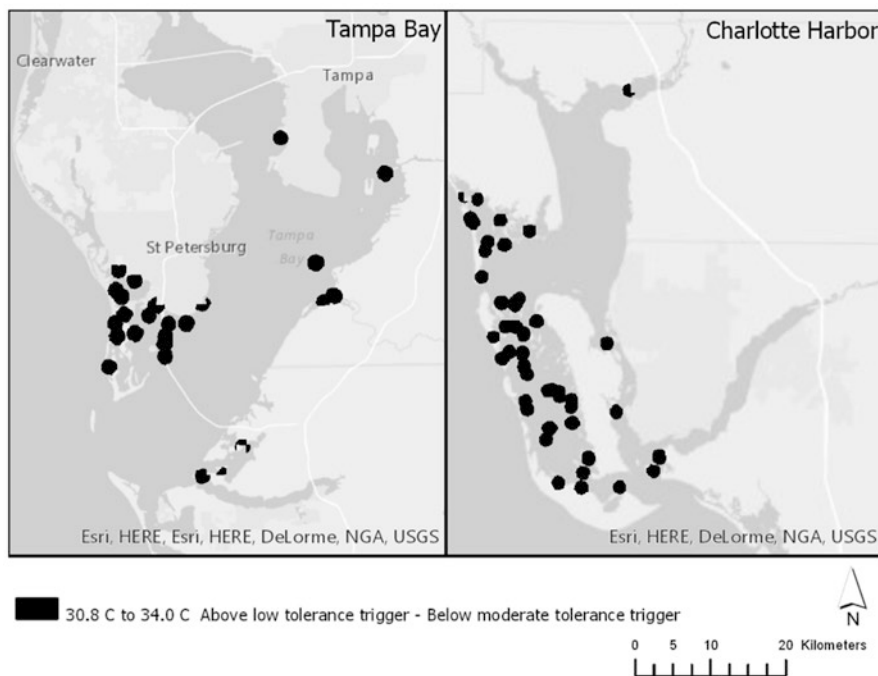 Tampa Bay
Clearwater
Tampa
Tampa
Bay
St Petersburg
Esri, HERE, Esri, HERE, DeLorme, NGA, USGS
Charlotte Harbor
Esri, HERE, DeLorme, NGA, USGS
30.8 C to 34.0 C Above low tolerance trigger - Below moderate tolerance trigger
N
0 5 10 20 Kilometers